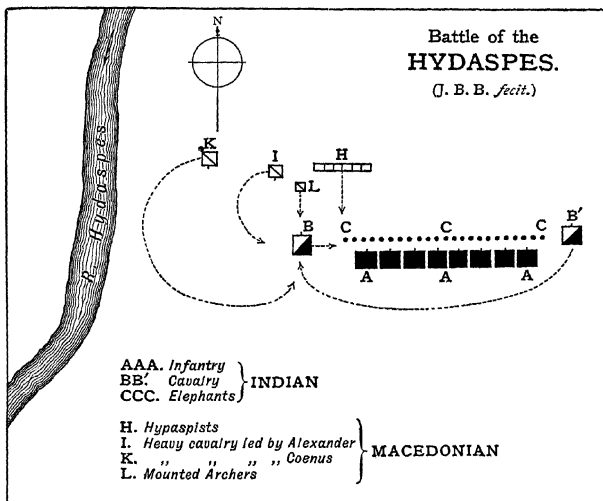 Battle of the
HYDASPES.
(J. B. B. fecit.)
N
K
I
H
L
B
C C C
B'
A A A
R. Hydaspes
AAA. Infantry
BB'. Cavalry
CCC. Elephants
INDIAN
H. Hypaspists
I. Heavy cavalry led by Alexander
K. „ „ „ „ Coenus
L. Mounted Archers
MACEDONIAN